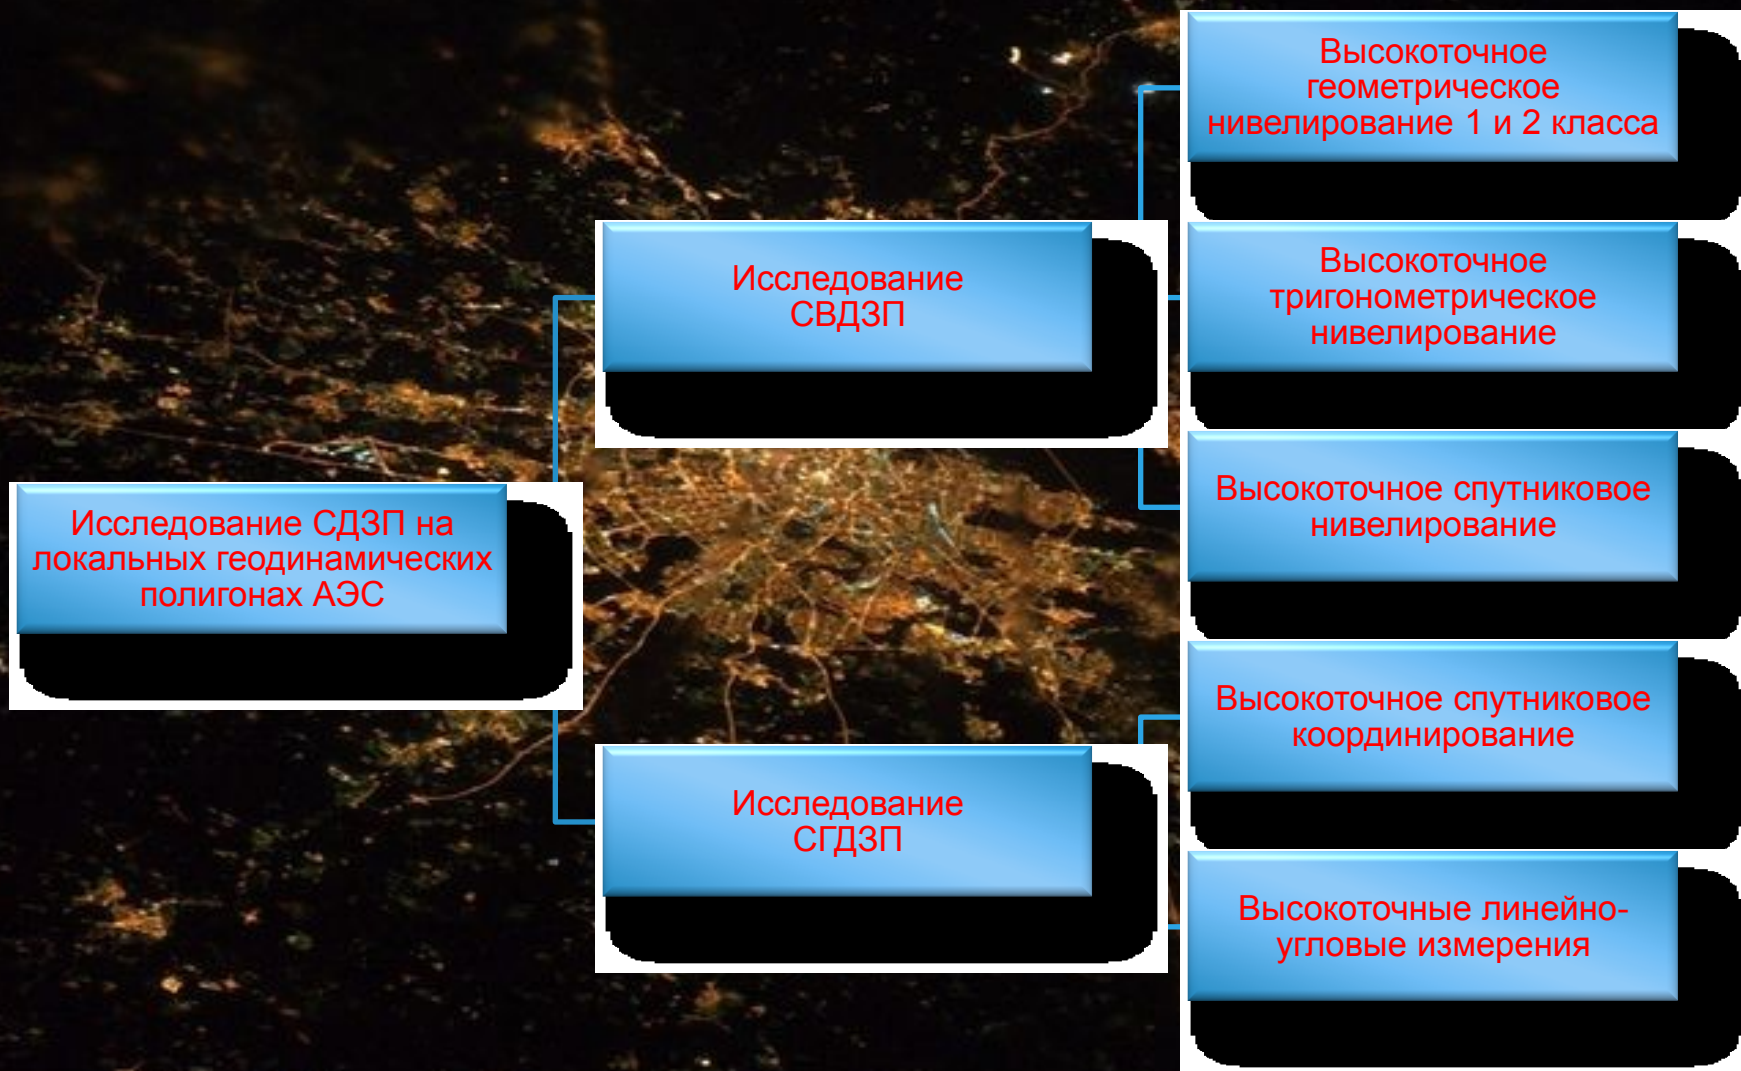 Исследование СДЗП на
локальных геодинамических
полигонах АЭС
Исследование
СВДЗП
Исследование
СГДЗП
Высокоточное
геометрическое
нивелирование 1 и 2 класса
Высокоточное
тригонометрическое
нивелирование
Высокоточное спутниковое
нивелирование
Высокоточное спутниковое
координирование
Высокоточные линейно-
угловые измерения